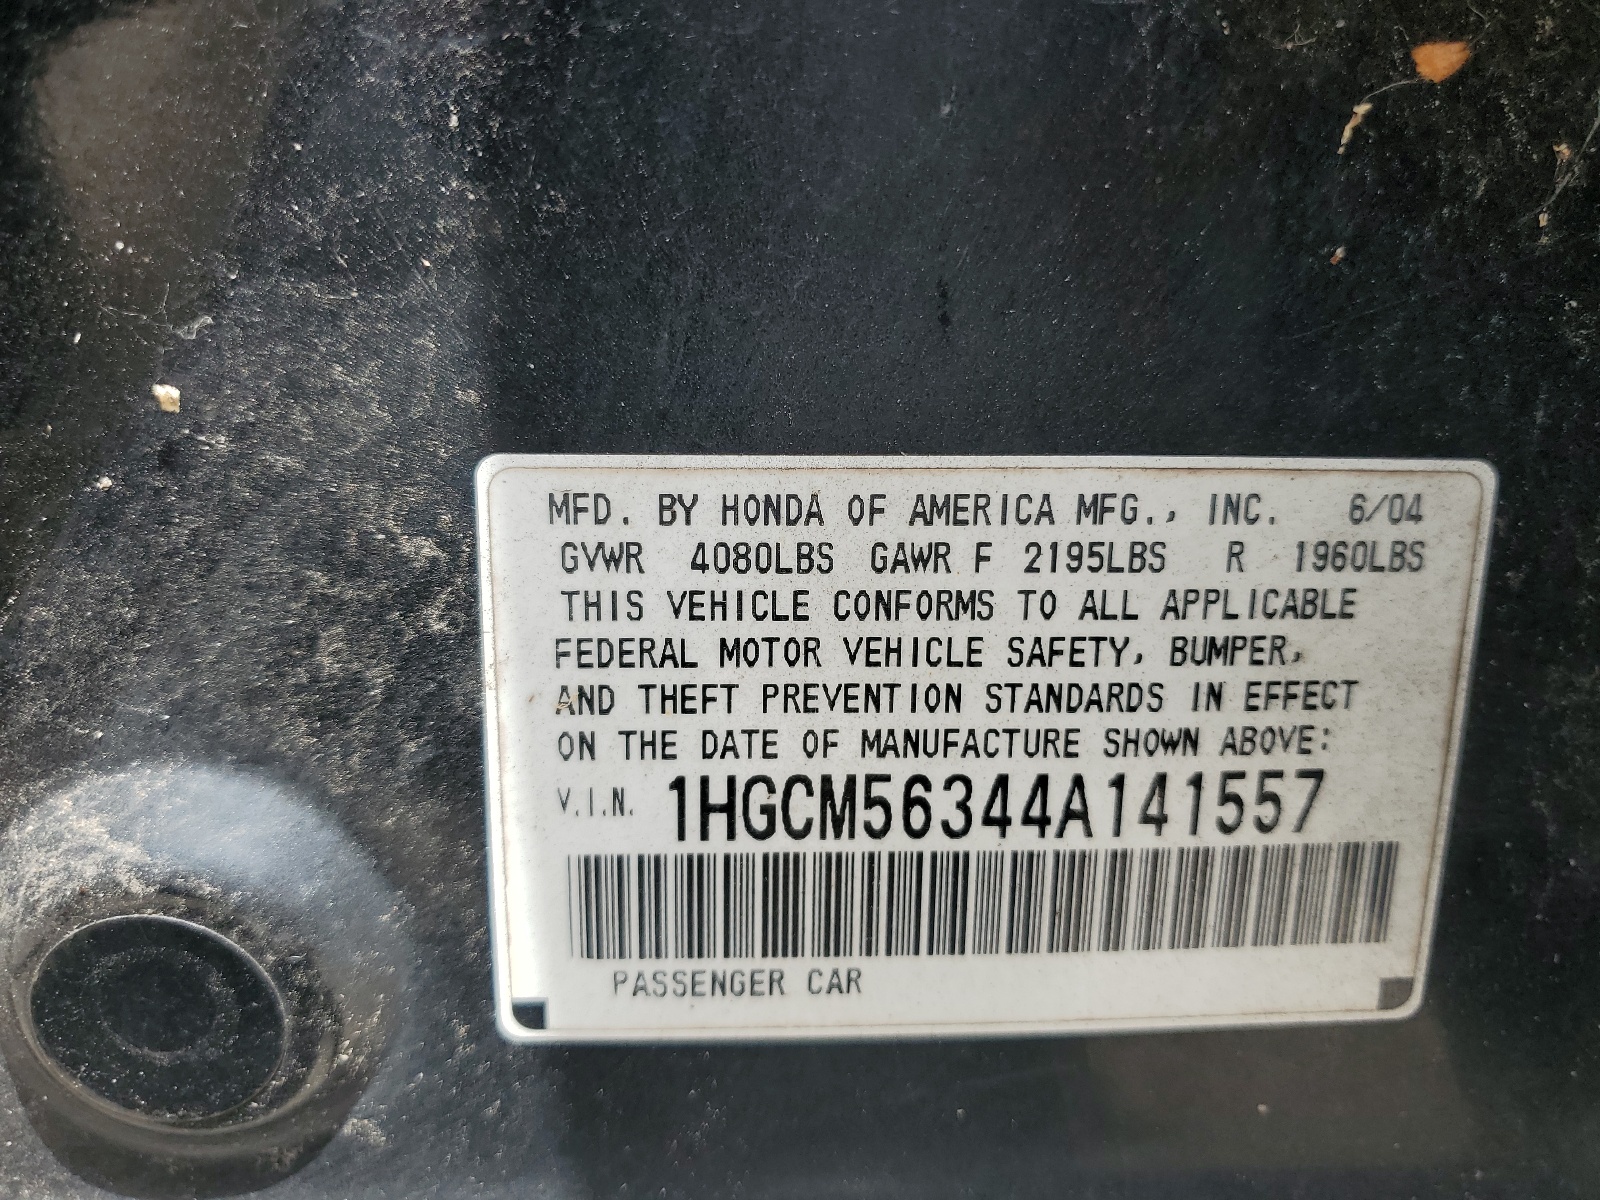 MFD. BY HONDA OF AMERICA MFG., INC. 6/04
GVWR 4080LBS GAWR F 2195LBS R 1960LBS
THIS VEHICLE CONFORMS TO ALL APPLICABLE
FEDERAL MOTOR VEHICLE SAFETY, BUMPER,
AND THEFT PREVENTION STANDARDS IN EFFECT
ON THE DATE OF MANUFACTURE SHOWN ABOVE:
V.I.N. 1HGCM56344A141557
PASSENGER CAR